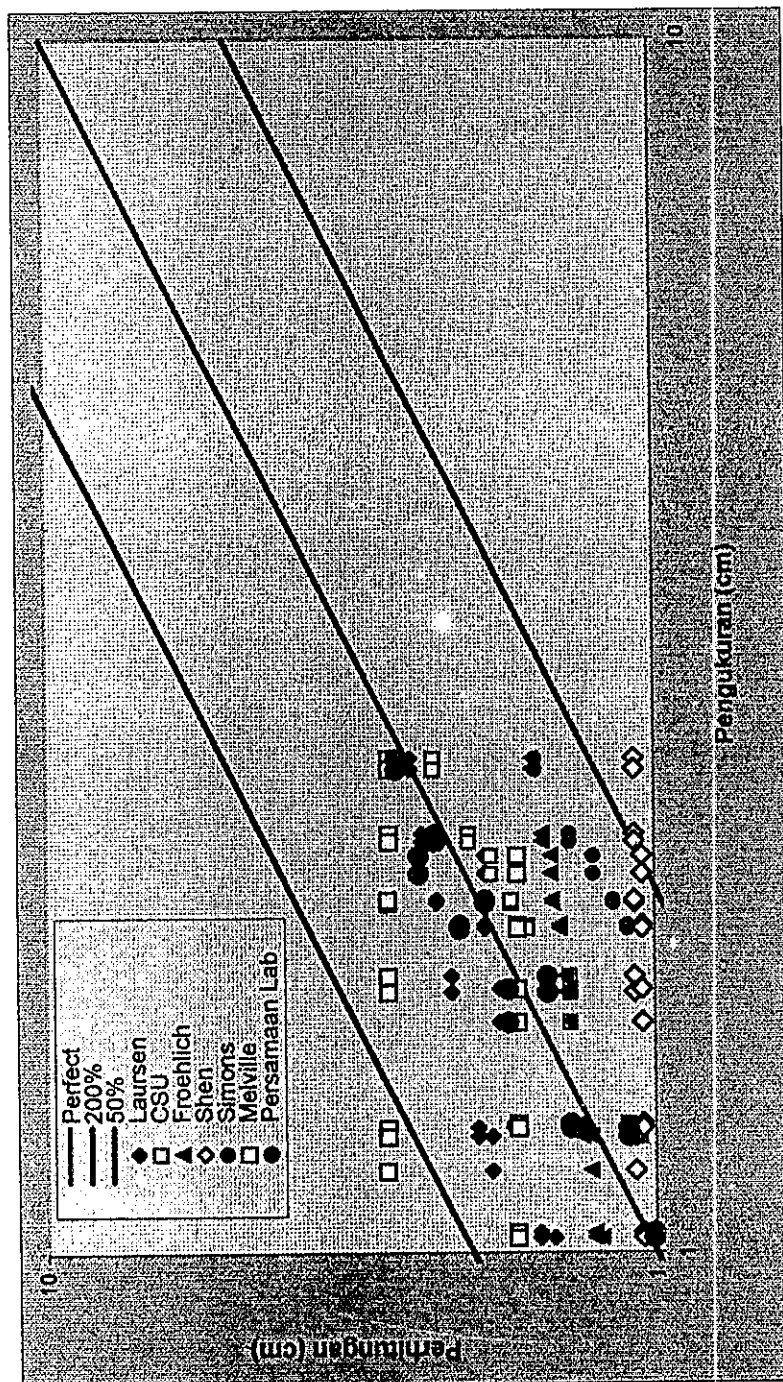 Perhitungan (cm)
10
1
Perfect
200%
50%
Laursen
CSU
Froehlich
Shen
Simons
Melville
Persamaan Lab
1
10
Pengukuran (cm)